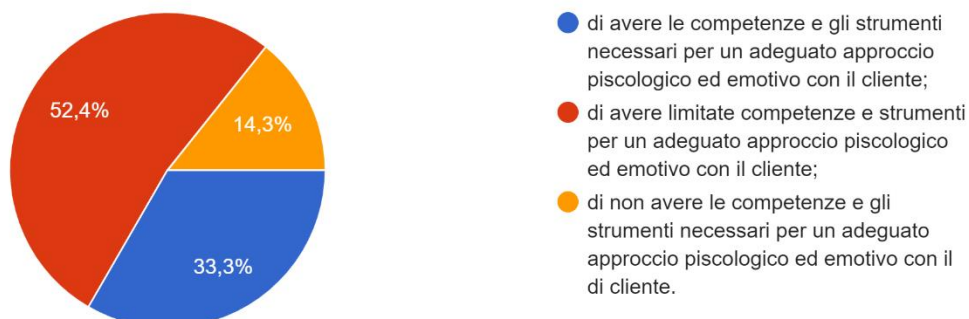 52,4%
14,3%
33,3%
di avere le competenze e gli strumenti
necessari per un adeguato approccio
piscologico ed emotivo con il cliente;
di avere limitate competenze e strumenti
per un adeguato approccio piscologico
ed emotivo con il cliente;
di non avere le competenze e gli
strumenti necessari per un adeguato
approccio piscologico ed emotivo con il
di cliente.